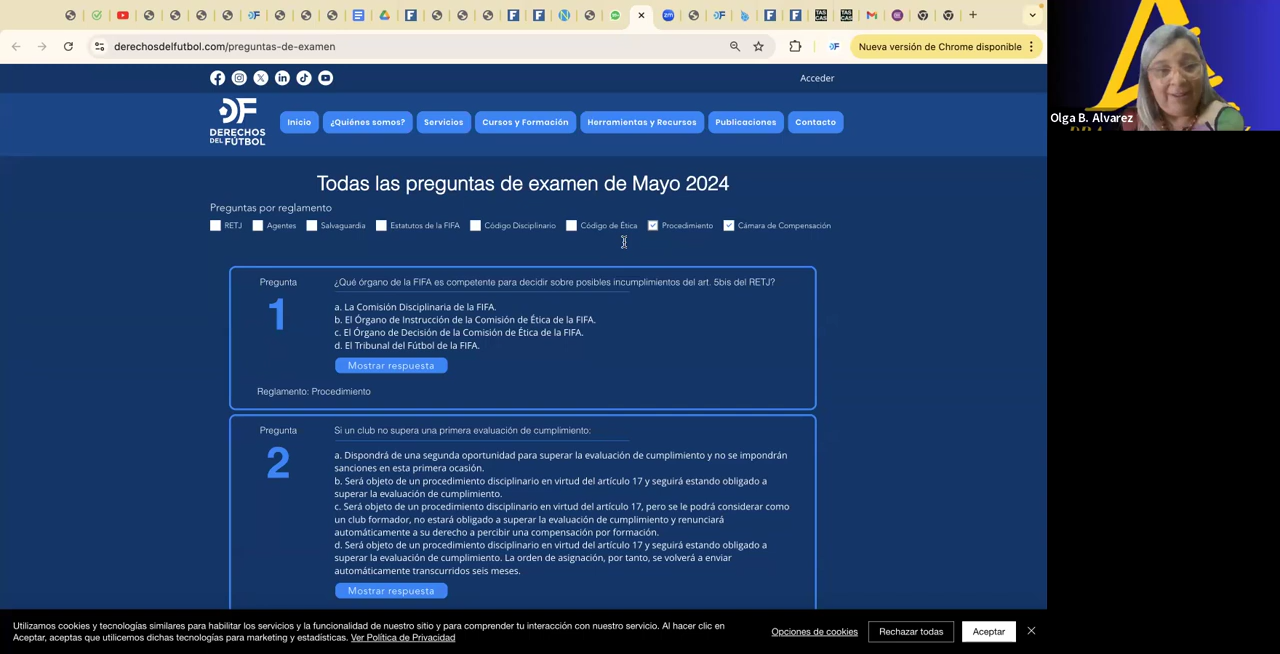 derechosdelfutbol.com/preguntas-de-examen
Nueva versión de Chrome disponible
Acceder
DERECHOS
DEL FÚTBOL
Inicio
¿Quiénes somos?
Servicios
Cursos y Formación
Herramientas y Recursos
Publicaciones
Contacto
Olga B. Alvarez
Todas las preguntas de examen de Mayo 2024
Preguntas por reglamento
RETJ
Agentes
Salvaguardia
Estatutos de la FIFA
Código Disciplinario
Código de Ética
Procedimiento
Cámara de Compensación
Pregunta
1
¿Qué órgano de la FIFA es competente para decidir sobre posibles incumplimientos del art. 5bis del RETJ?
a. La Comisión Disciplinaria de la FIFA.
b. El Órgano de Instrucción de la Comisión de Ética de la FIFA.
c. El Órgano de Decisión de la Comisión de Ética de la FIFA.
d. El Tribunal del Fútbol de la FIFA.
Mostrar respuesta
Reglamento: Procedimiento
Pregunta
2
Si un club no supera una primera evaluación de cumplimiento:
a. Dispondrá de una segunda oportunidad para superar la evaluación de cumplimiento y no se impondrán
sanciones en esta primera ocasión.
b. Será objeto de un procedimiento disciplinario en virtud del artículo 17 y seguirá estando obligado a
superar la evaluación de cumplimiento.
c. Será objeto de un procedimiento disciplinario en virtud del artículo 17, pero se le podrá considerar como
un club formador, no estará obligado a superar la evaluación de cumplimiento y renunciará
automáticamente a su derecho a percibir una compensación por formación.
d. Será objeto de un procedimiento disciplinario en virtud del artículo 17 y seguirá estando obligado a
superar la evaluación de cumplimiento. La orden de asignación, por tanto, se volverá a enviar
automáticamente transcurridos seis meses.
Mostrar respuesta
Utilizamos cookies y tecnologías similares para habilitar los servicios y la funcionalidad de nuestro sitio y para comprender tu interacción con nuestro servicio. Al hacer clic en
Aceptar, aceptas que utilicemos dichas tecnologías para marketing y estadísticas. Ver Política de Privacidad
Opciones de cookies
Rechazar todas
Aceptar